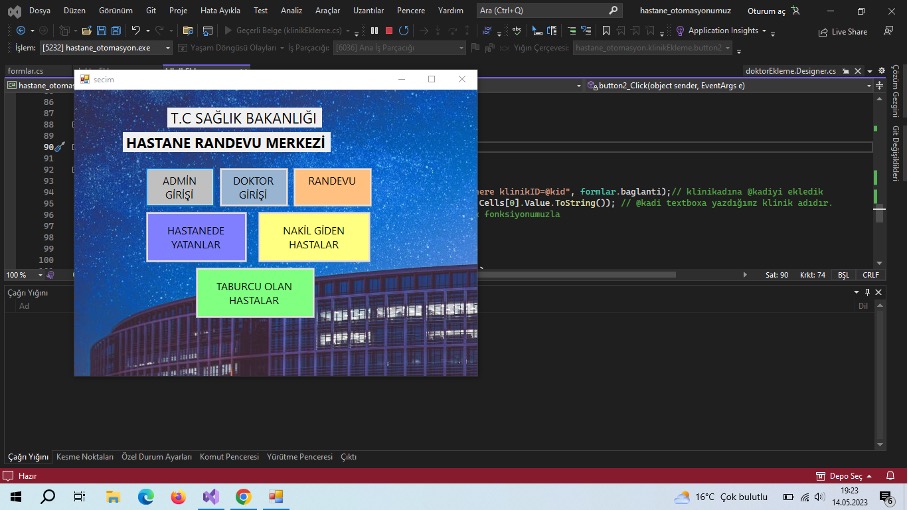 Dosya Düzen Görünüm Git Proje Hata Ayıkla Test Analiz Araçlar Uzantılar Pencere Yardım Ara (Ctrl+Q) hastane_otomasyonumuz Oturum aç
Geçerli Belge (klinikEkleme.cs) Application Insights Live Share
İşlem: [5232] hastane_otomasyon.exe Yaşam Döngüsü Olayları İş Parçacığı: [6036] Ana İş Parçacığı Yığın Çerçevesi: hastane_otomasyon.klinikEkleme.button2
formlar.cs doktorEkleme.Designer.cs
secim
button2_Click(object sender, EventArgs e)
T.C SAĞLIK BAKANLIĞI
HASTANE RANDEVU MERKEZİ
ADMİN GİRİŞİ
DOKTOR GİRİŞİ
RANDEVU
HASTANEDE YATANLAR
NAKİL GİDEN HASTALAR
TABURCU OLAN HASTALAR
86
87
88
89
90
91
92
93
94 ere klinikID=@kid", formlar.baglanti);// klinikadına @kadiyi ekledik
95 Cells[0].Value.ToString()); // @kadi textboxa yazdığımz klinik adıdır.
96 fonksiyonumuzla
97
98
99
100 % Sat: 90 Krkt: 74 BŞL CRLF
Çağrı Yığını
Ad Dil
Çağrı Yığını Kesme Noktaları Özel Durum Ayarları Komut Penceresi Yürütme Penceresi Çıktı
Hazır Depo Seç
16°C Çok bulutlu 19:23
14.05.2023
6
Çözüm Gezgini
Git Değişiklikleri